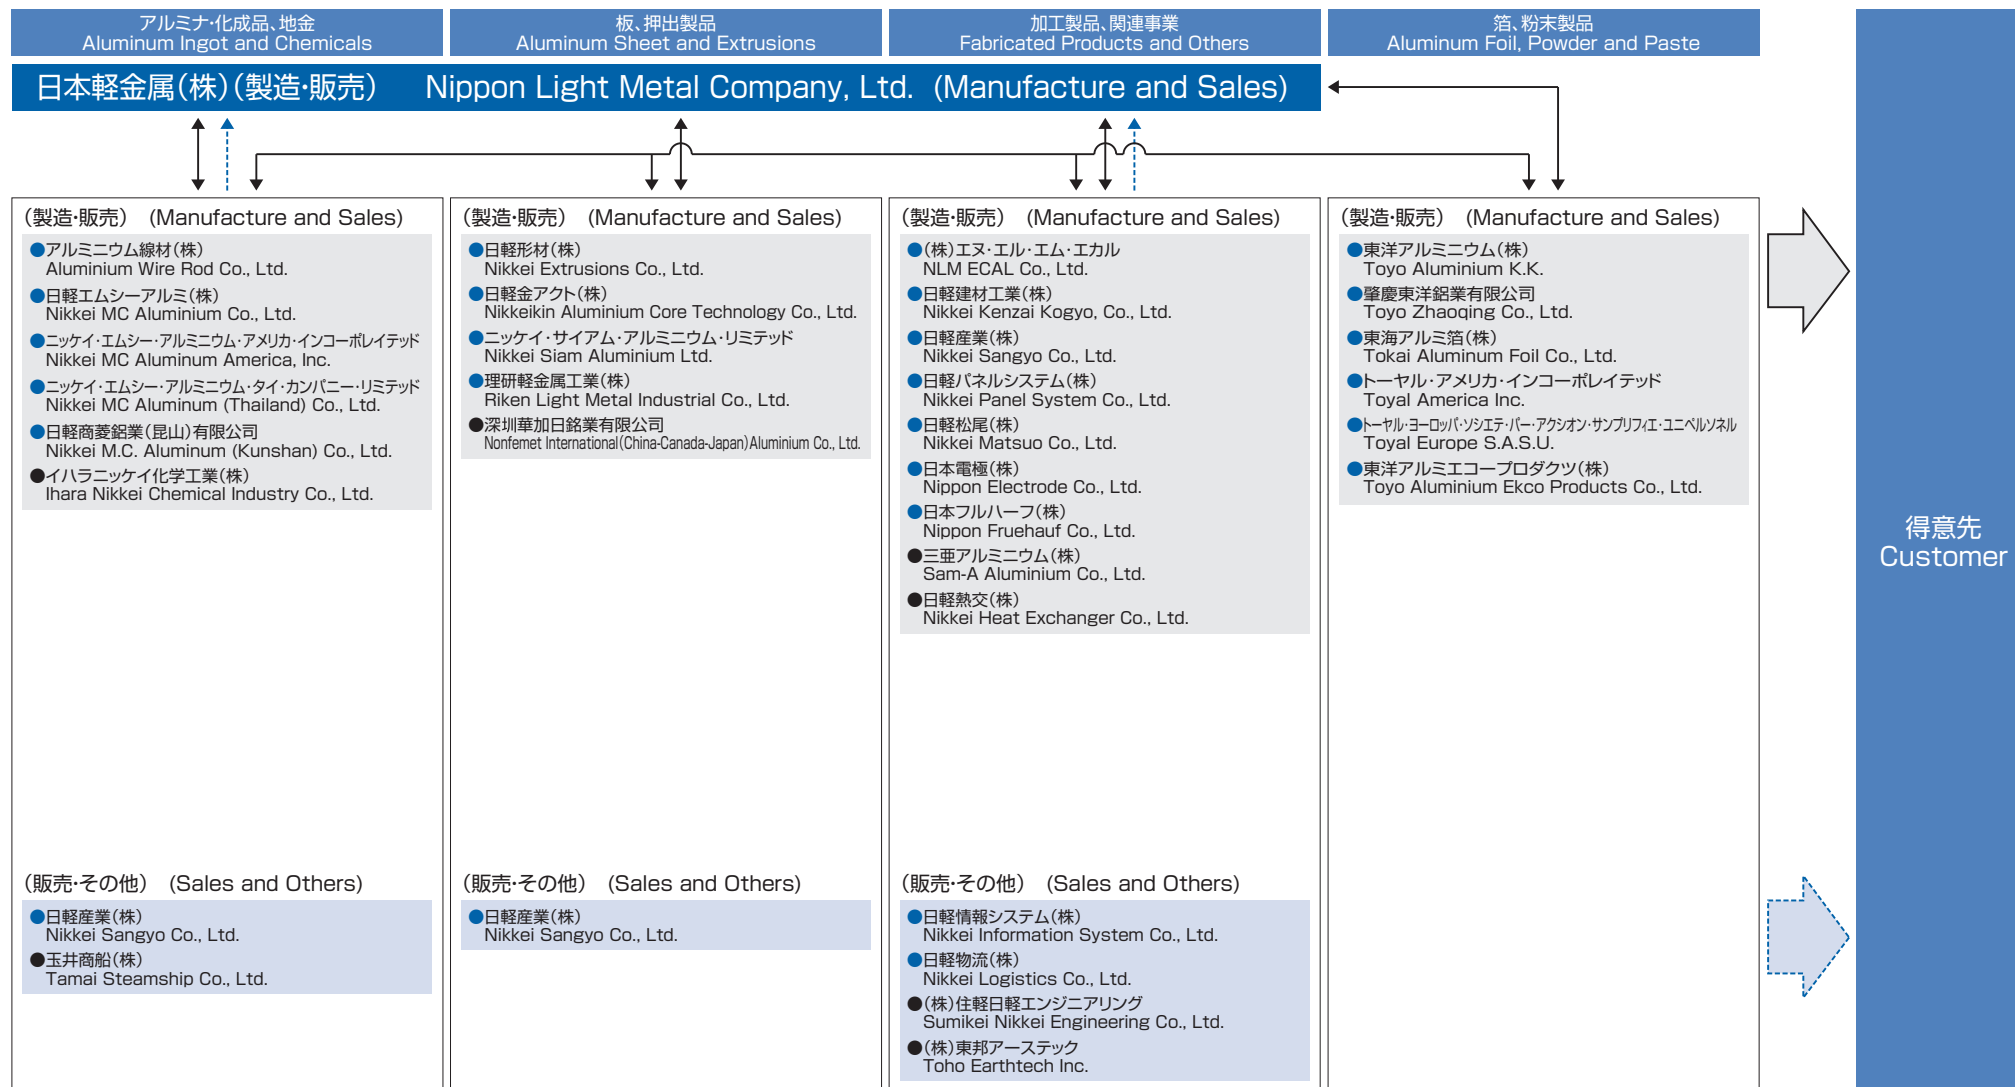 アルミナ・化成品、地金
Aluminum Ingot and Chemicals
板、押出製品
Aluminum Sheet and Extrusions
加工製品、関連事業
Fabricated Products and Others
箔、粉末製品
Aluminum Foil, Powder and Paste
日本軽金属(株)(製造・販売) Nippon Light Metal Company, Ltd. (Manufacture and Sales)
(製造・販売) (Manufacture and Sales)
●アルミニウム線材(株)
Aluminium Wire Rod Co., Ltd.
●日軽エムシーアルミ(株)
Nikkei MC Aluminium Co., Ltd.
●ニッケイ・エムシー・アルミニウム・アメリカ・インコーポレイテッド
Nikkei MC Aluminum America, Inc.
●ニッケイ・エムシー・アルミニウム・タイ・カンパニー・リミテッド
Nikkei MC Aluminum (Thailand) Co., Ltd.
●日軽商菱鋁業(昆山)有限公司
Nikkei M.C. Aluminum (Kunshan) Co., Ltd.
●イハラニッケイ化学工業(株)
Ihara Nikkei Chemical Industry Co., Ltd.
(販売・その他) (Sales and Others)
●日軽産業(株)
Nikkei Sangyo Co., Ltd.
●玉井商船(株)
Tamai Steamship Co., Ltd.
(製造・販売) (Manufacture and Sales)
●日軽形材(株)
Nikkei Extrusions Co., Ltd.
●日軽金アクト(株)
Nikkeikin Aluminium Core Technology Co., Ltd.
●ニッケイ・サイアム・アルミニウム・リミテッド
Nikkei Siam Aluminium Ltd.
●理研軽金属工業(株)
Riken Light Metal Industrial Co., Ltd.
●深圳華加日鋁業有限公司
Nonfemet International(China-Canada-Japan)Aluminium Co., Ltd.
(販売・その他) (Sales and Others)
●日軽産業(株)
Nikkei Sangyo Co., Ltd.
(製造・販売) (Manufacture and Sales)
●(株)エヌ・エル・エム・エカル
NLM ECAL Co., Ltd.
●日軽建材工業(株)
Nikkei Kenzai Kogyo, Co., Ltd.
●日軽産業(株)
Nikkei Sangyo Co., Ltd.
●日軽パネルシステム(株)
Nikkei Panel System Co., Ltd.
●日軽松尾(株)
Nikkei Matsuo Co., Ltd.
●日本電極(株)
Nippon Electrode Co., Ltd.
●日本フルハーフ(株)
Nippon Fruehauf Co., Ltd.
●三亜アルミニウム(株)
Sam-A Aluminium Co., Ltd.
●日軽熱交(株)
Nikkei Heat Exchanger Co., Ltd.
(販売・その他) (Sales and Others)
●日軽情報システム(株)
Nikkei Information System Co., Ltd.
●日軽物流(株)
Nikkei Logistics Co., Ltd.
●(株)住軽日軽エンジニアリング
Sumikei Nikkei Engineering Co., Ltd.
●(株)東邦アーステック
Toho Earthtech Inc.
(製造・販売) (Manufacture and Sales)
●東洋アルミニウム(株)
Toyo Aluminium K.K.
●肇慶東洋鋁業有限公司
Toyo Zhaoqing Co., Ltd.
●東海アルミ箔(株)
Tokai Aluminum Foil Co., Ltd.
●トーヤル・アメリカ・インコーポレイテッド
Toyal America Inc.
●トーヤル・ヨーロッパ・ソシエテ・パー・アクシオン・サンプリフィエ・ユニペルソネル
Toyal Europe S.A.S.U.
●東洋アルミエコープロダクツ(株)
Toyo Aluminium Ekco Products Co., Ltd.
得意先
Customer